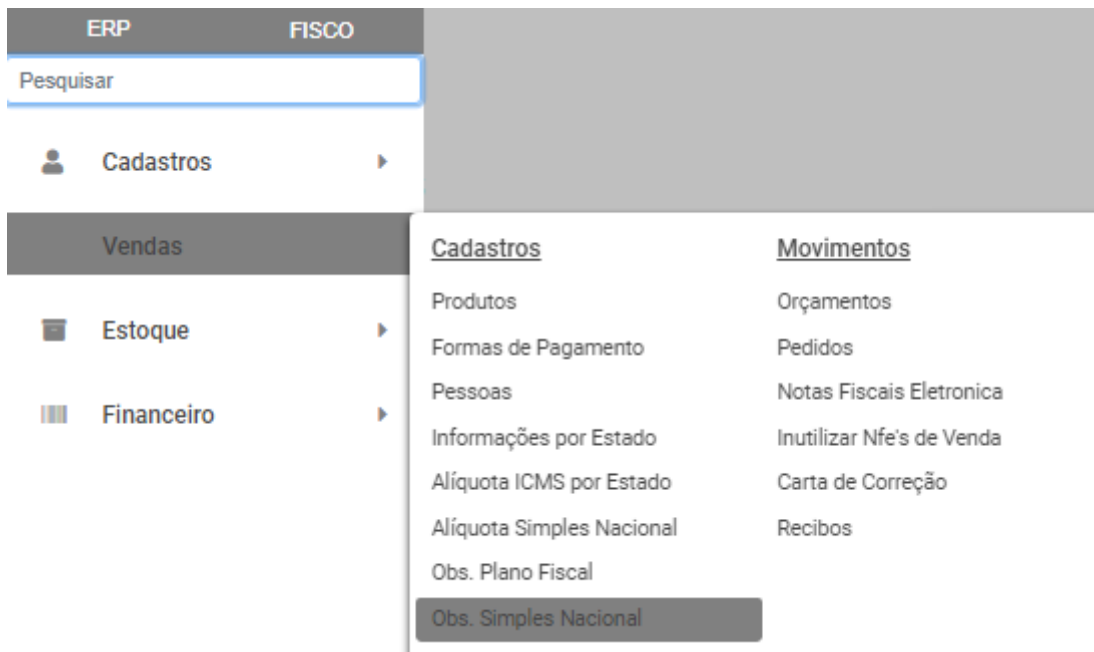 ERP FISCO
Pesquisar
Cadastros
Vendas
Estoque
Financeiro
Cadastros
Produtos
Formas de Pagamento
Pessoas
Informações por Estado
Alíquota ICMS por Estado
Alíquota Simples Nacional
Obs. Plano Fiscal
Obs. Simples Nacional
Movimentos
Orçamentos
Pedidos
Notas Fiscais Eletronica
Inutilizar Nfe's de Venda
Carta de Correção
Recibos